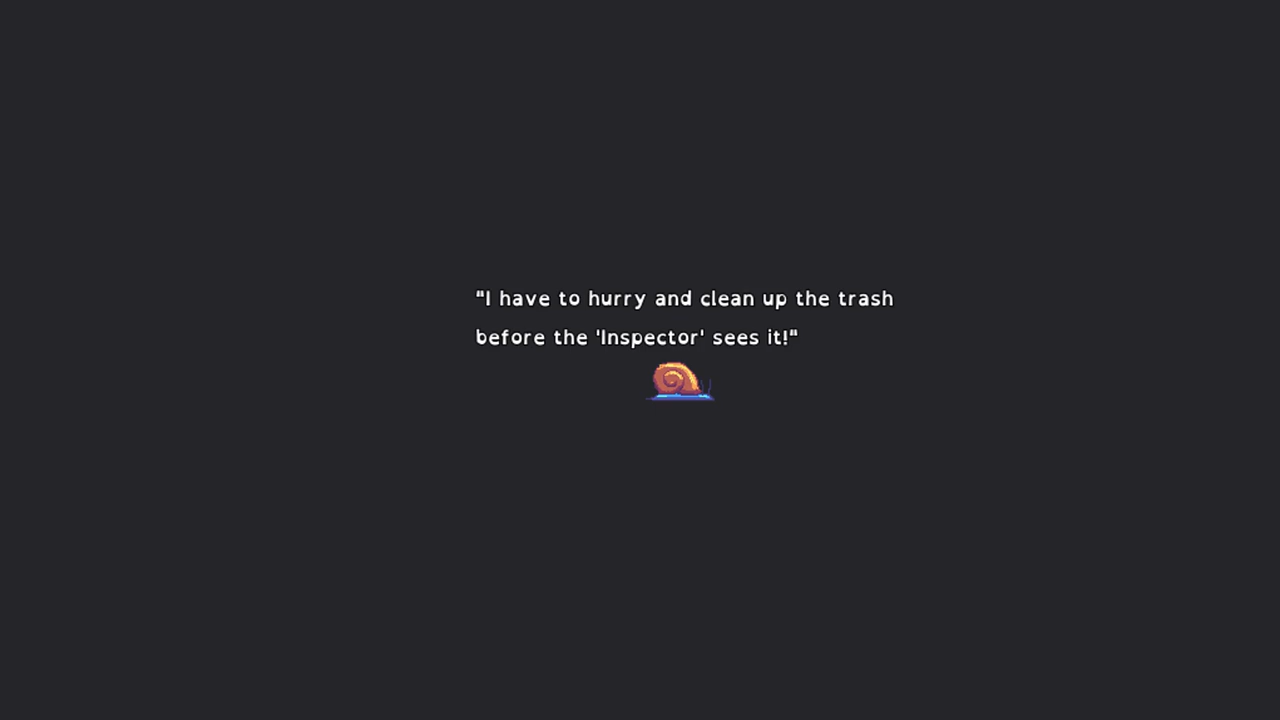 "I have to hurry and clean up the trash
before the 'Inspector' sees it!"